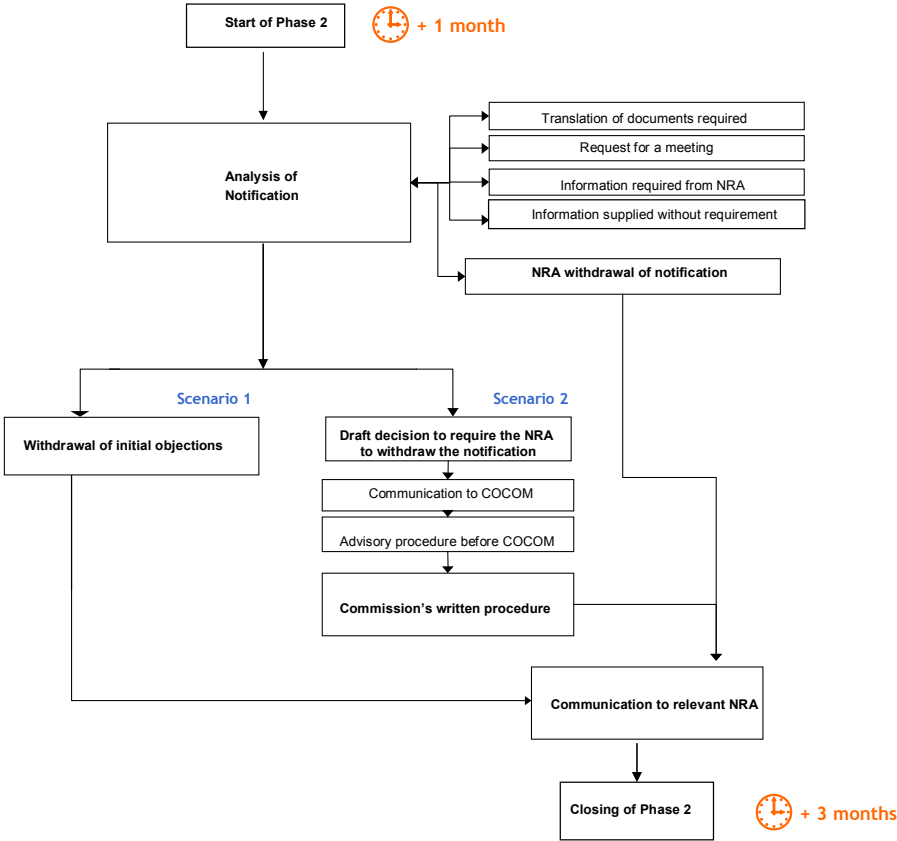 Start of Phase 2
+ 1 month
Translation of documents required
Request for a meeting
Analysis of
Notification
Information required from NRA
Information supplied without requirement
NRA withdrawal of notification
Scenario 1
Scenario 2
Withdrawal of initial objections
Draft decision to require the NRA
to withdraw the notification
Communication to COCOM
Advisory procedure before COCOM
Commission's written procedure
Communication to relevant NRA
Closing of Phase 2
+ 3 months